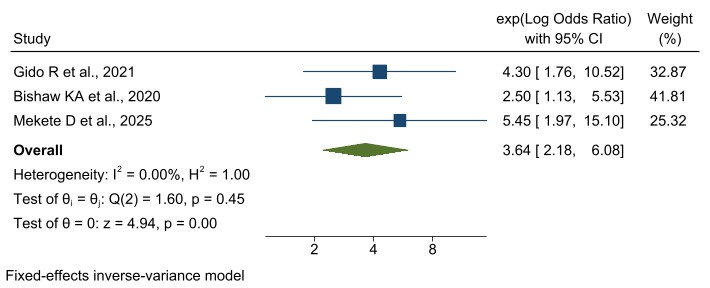 exp(Log Odds Ratio) Weight
Study with 95% CI (%)
Gido R et al., 2021 4.30 [ 1.76, 10.52] 32.87
Bishaw KA et al., 2020 2.50 [ 1.13, 5.53] 41.81
Mekete D et al., 2025 5.45 [ 1.97, 15.10] 25.32
Overall 3.64 [ 2.18, 6.08]
Heterogeneity: I² = 0.00%, H² = 1.00
Test of θᵢ = θⱼ: Q(2) = 1.60, p = 0.45
Test of θ = 0: z = 4.94, p = 0.00
2 4 8
Fixed-effects inverse-variance model